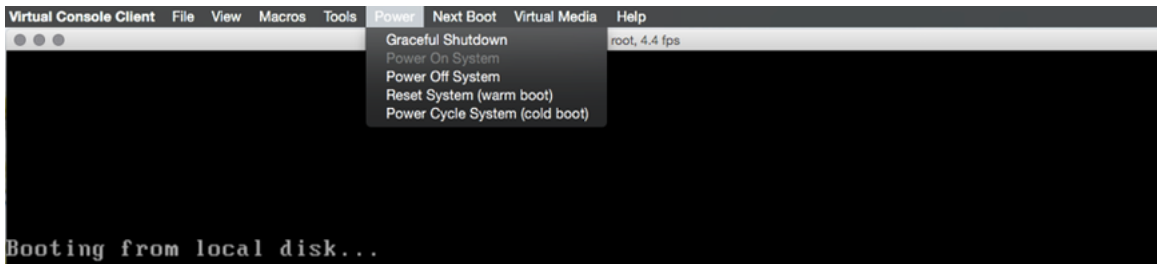 Virtual Console Client File View Macros Tools Power Next Boot Virtual Media Help
root, 4.4 fps
Graceful Shutdown
Power On System
Power Off System
Reset System (warm boot)
Power Cycle System (cold boot)
Booting from local disk...